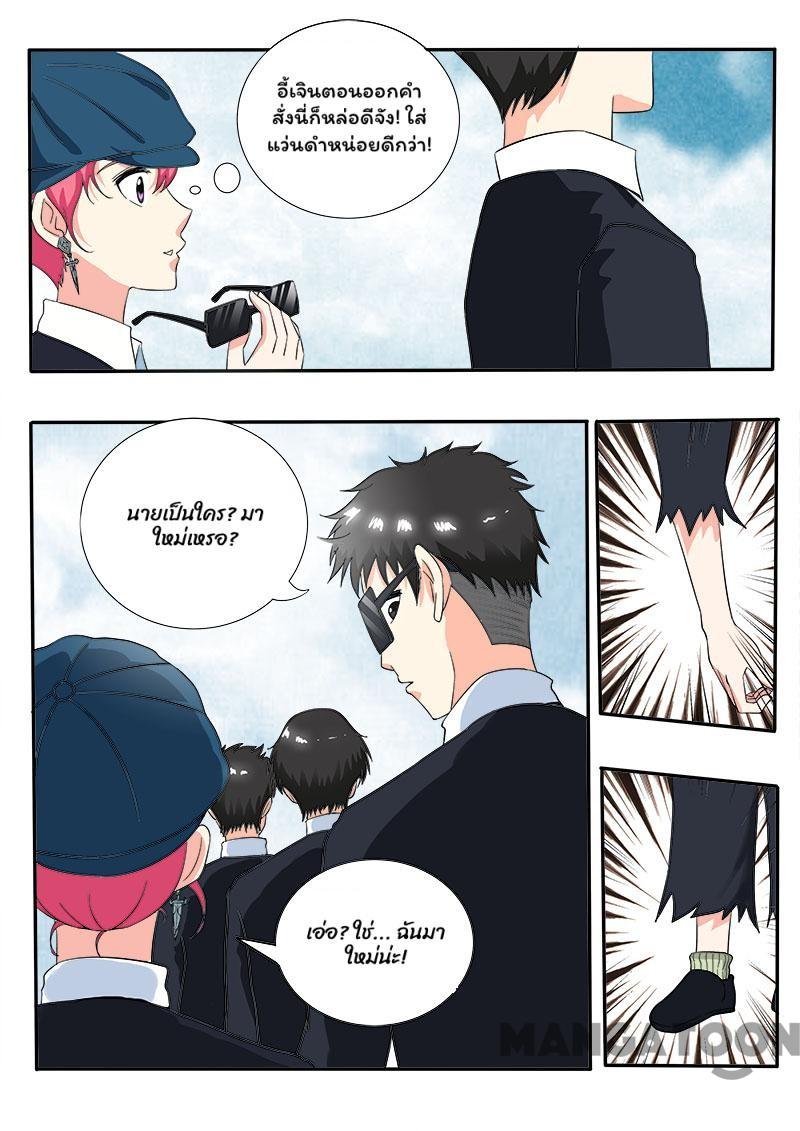 อี้เจินตอนออกคำ
สั่งนี่ก็หล่อดีจัง! ใส่
แว่นดำหน่อยดีกว่า!
นายเป็นใคร? มา
ใหม่เหรอ?
เอ่อ? ใช่... ฉันมา
ใหม่น่ะ!
MANGATOON